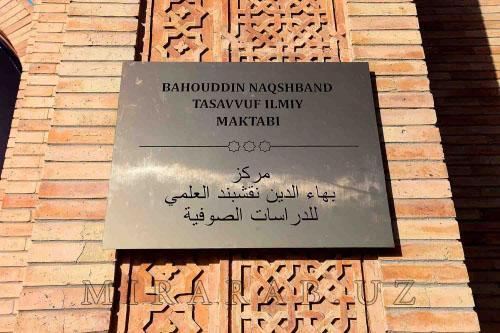 BAHOUDDIN NAQSHBAND
TASAVVUF ILMIY
MAKTABI
مركز
بهاء الدين نقشبند العلمي
للدراسات الصوفية
MIRARAB.UZ